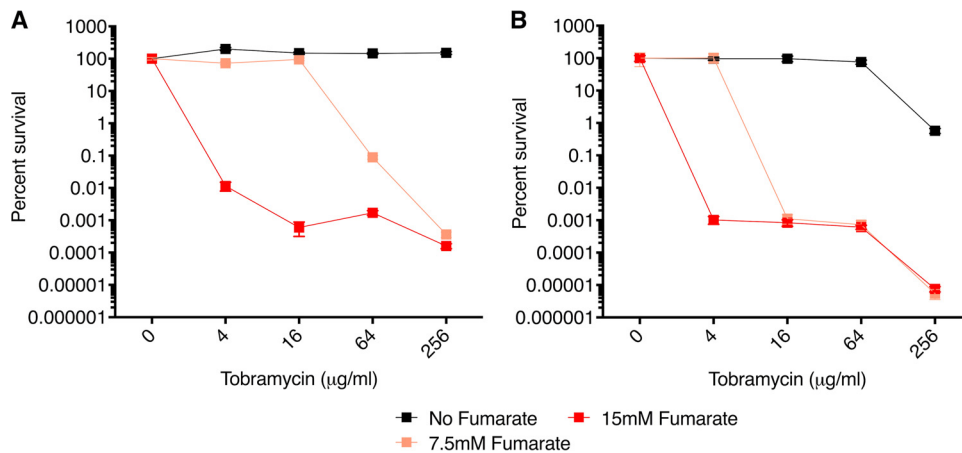 A
1000
100
10
1
0.1
0.01
0.001
0.0001
0.00001
0.000001
Percent survival
0 4 16 64 256
Tobramycin (μg/ml)
B
1000
100
10
1
0.1
0.01
0.001
0.0001
0.00001
0.000001
Percent survival
0 4 16 64 256
Tobramycin (μg/ml)
No Fumarate 15mM Fumarate
7.5mM Fumarate